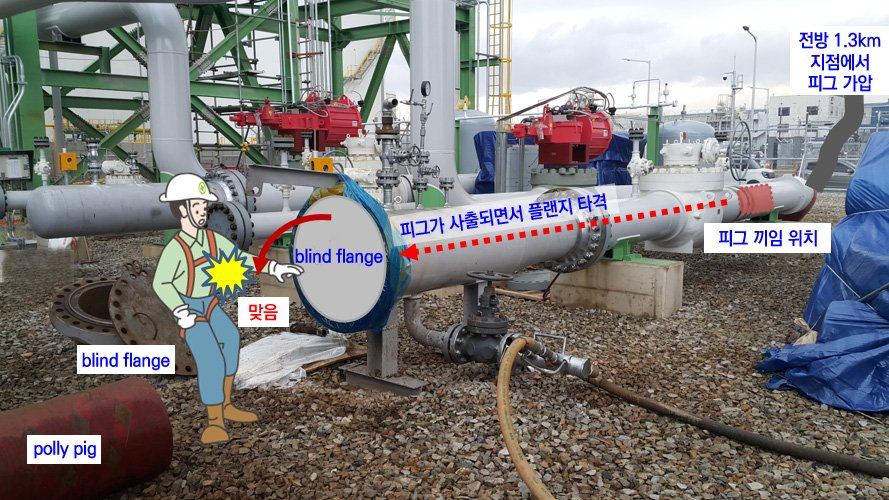 전방 1.3km
지점에서
피그 가압
피그가 사출되면서 플랜지 타격
피그 끼임 위치
blind flange
맞음
blind flange
polly pig